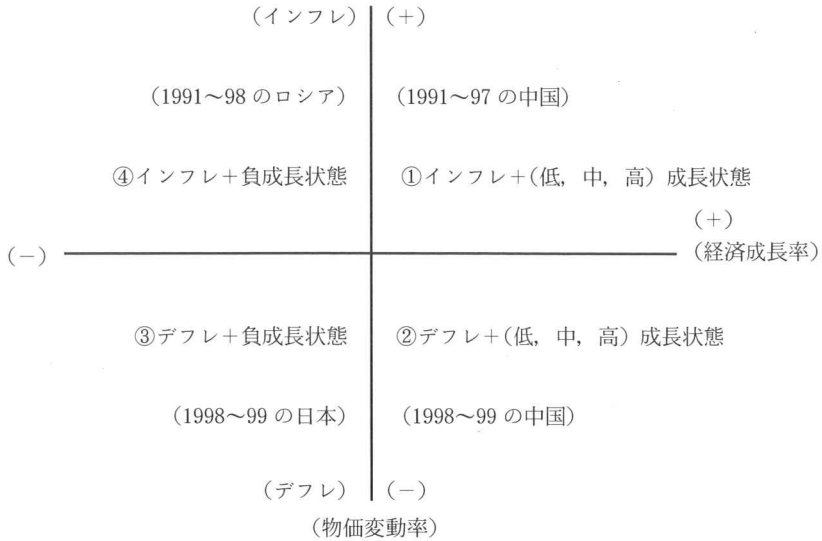 (インフレ) (+)
(1991～98 のロシア) (1991～97 の中国)
④インフレ+負成長状態 ①インフレ+(低, 中, 高) 成長状態
(+)
(−) (経済成長率)
③デフレ+負成長状態 ②デフレ+(低, 中, 高) 成長状態
(1998～99 の日本) (1998～99 の中国)
(デフレ) (−)
(物価変動率)